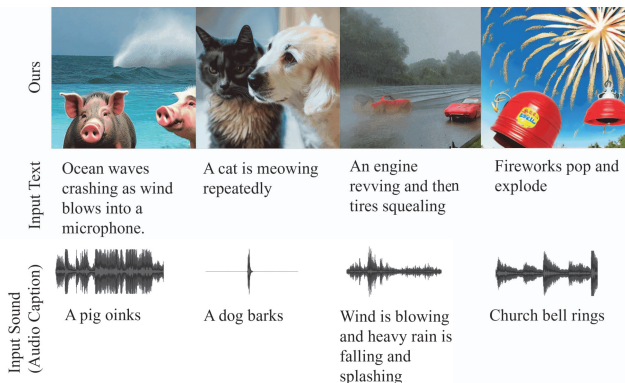 Ours
Input Text
Ocean waves
crashing as wind
blows into a
microphone.
A cat is meowing
repeatedly
An engine
revving and then
tires squealing
Fireworks pop and
explode
Input Sound
(Audio Caption)
A pig oinks
A dog barks
Wind is blowing
and heavy rain is
falling and
splashing
Church bell rings